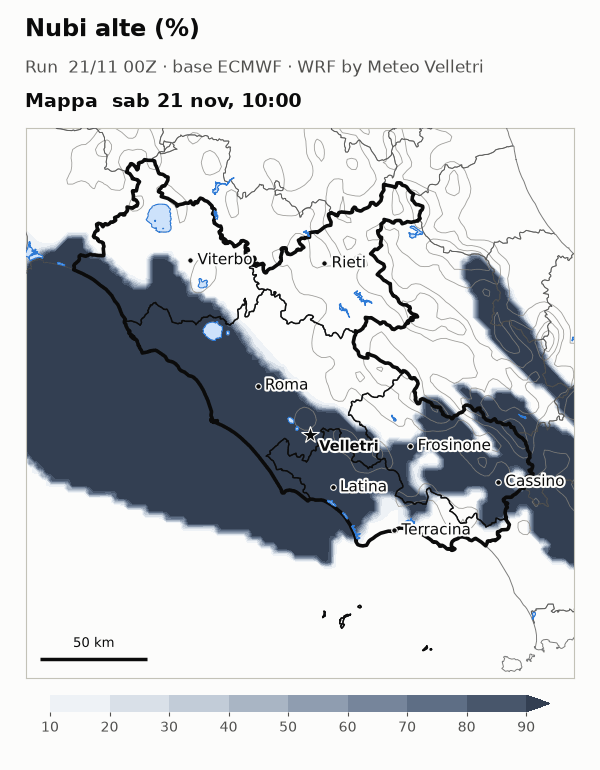 Nubi alte (%)
Run  21/11 00Z · base ECMWF · WRF by Meteo Velletri
Mappa  sab 21 nov, 10:00
Viterbo
Rieti
Roma
Velletri
Frosinone
Latina
Cassino
Terracina
50 km
10 20 30 40 50 60 70 80 90